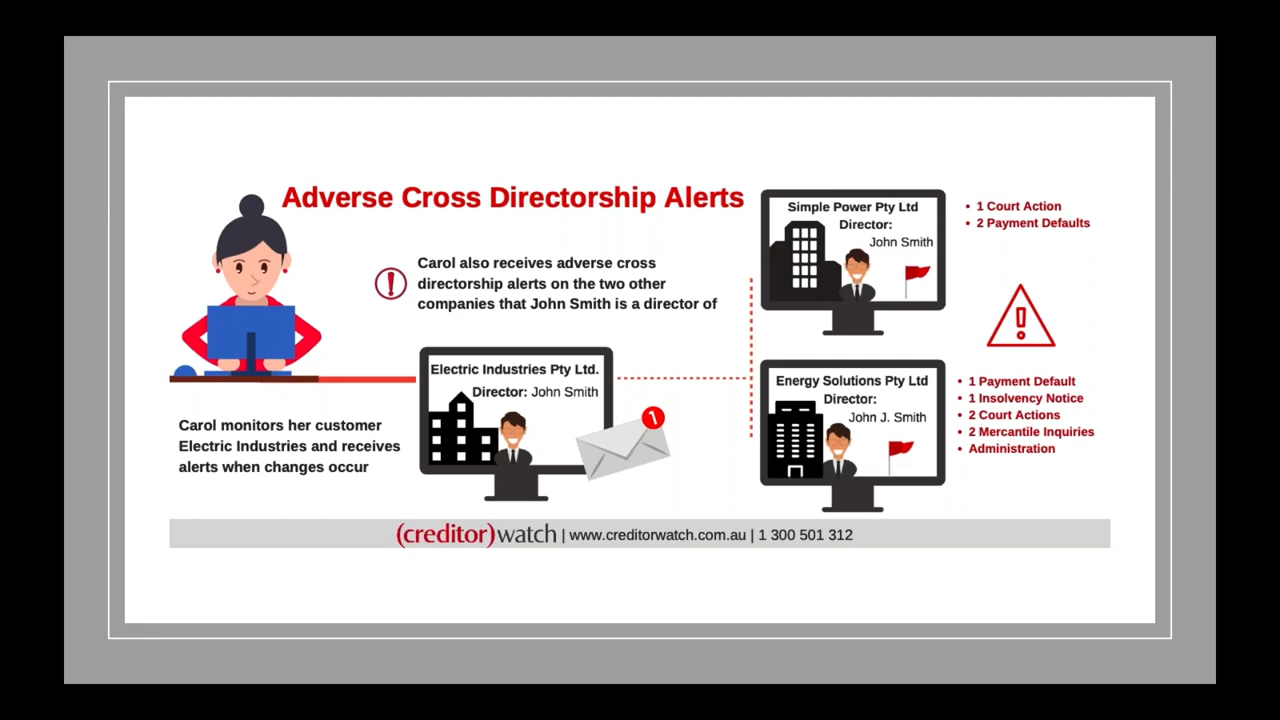 Adverse Cross Directorship Alerts
Carol also receives adverse cross
directorship alerts on the two other
companies that John Smith is a director of
Simple Power Pty Ltd
Director:
John Smith
• 1 Court Action
• 2 Payment Defaults
Electric Industries Pty Ltd.
Director: John Smith
1
Carol monitors her customer
Electric Industries and receives
alerts when changes occur
Energy Solutions Pty Ltd
Director:
John J. Smith
• 1 Payment Default
• 1 Insolvency Notice
• 2 Court Actions
• 2 Mercantile Inquiries
• Administration
(creditor)watch | www.creditorwatch.com.au | 1 300 501 312